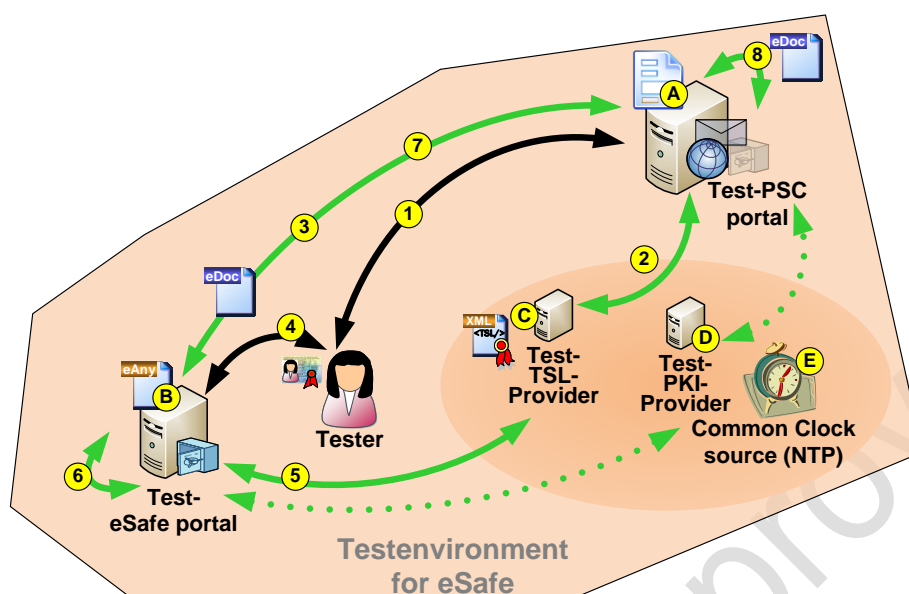 eDoc
8
A
7
Test-PSC
portal
1
3
2
eDoc
4
XML
<TSL/>
C
D
E
Test-
TSL-
Provider
Test-
PKI-
Provider
eAny
B
Tester
Common Clock
source (NTP)
6
5
Test-
eSafe portal
Testenvironment
for eSafe